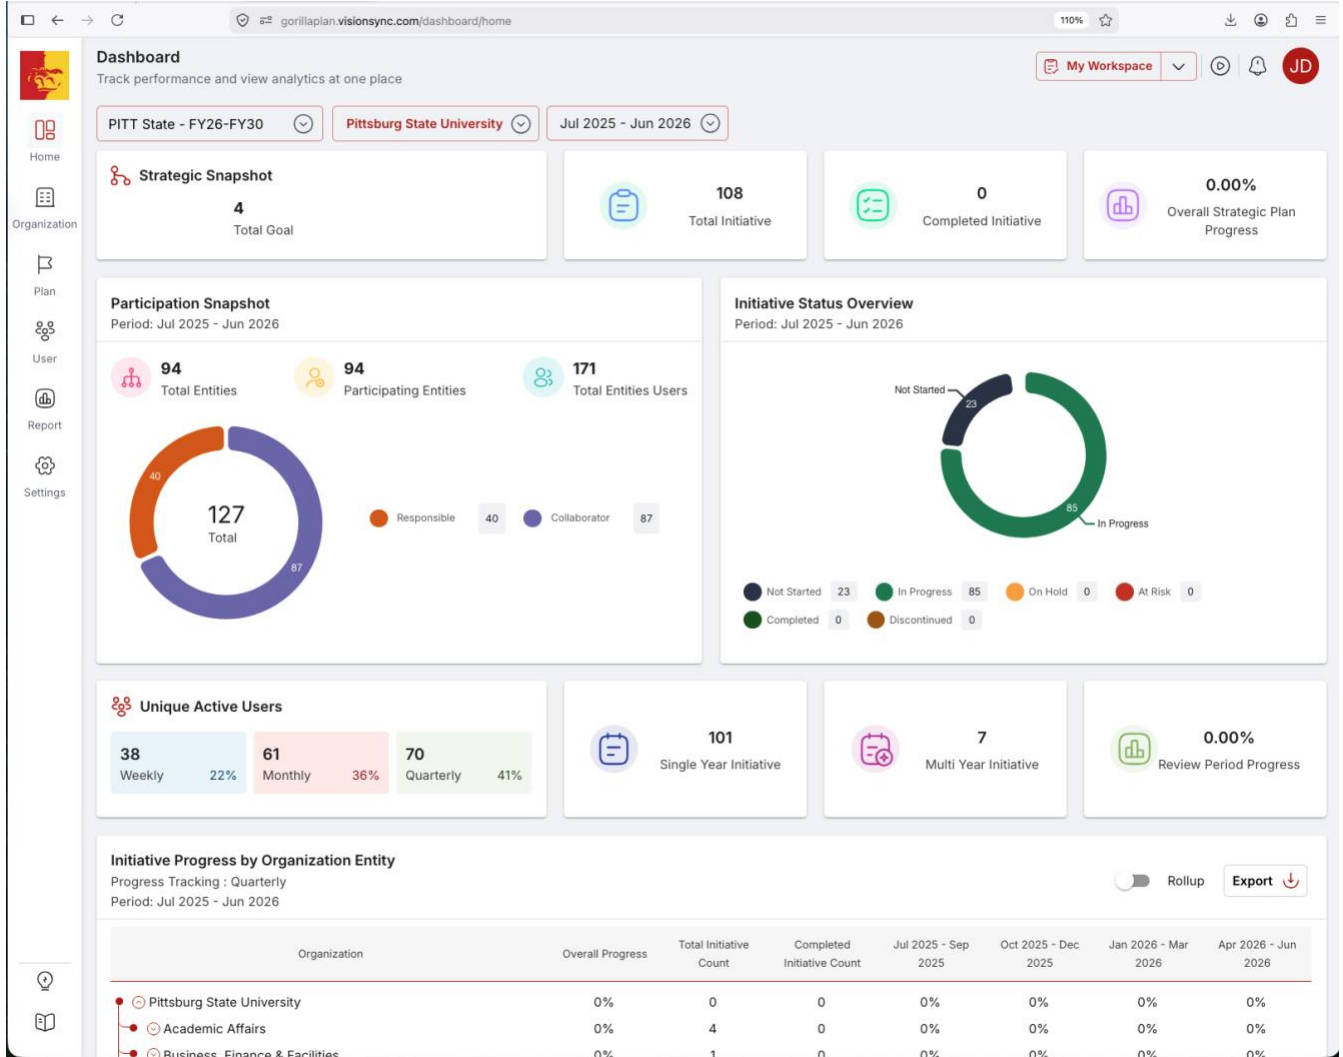 gorillaplan.visionsync.com/dashboard/home
110%
Dashboard
Track performance and view analytics at one place
My Workspace
JD
PITT State - FY26-FY30
Pittsburg State University
Jul 2025 - Jun 2026
Home
Organization
Plan
User
Report
Settings
Strategic Snapshot
4
Total Goal
108
Total Initiative
0
Completed Initiative
0.00%
Overall Strategic Plan
Progress
Participation Snapshot
Period: Jul 2025 - Jun 2026
94
Total Entities
94
Participating Entities
171
Total Entities Users
40
127
Total
87
Responsible 40
Collaborator 87
Initiative Status Overview
Period: Jul 2025 - Jun 2026
Not Started
23
85
In Progress
Not Started 23
In Progress 85
On Hold 0
At Risk 0
Completed 0
Discontinued 0
Unique Active Users
38
Weekly 22%
61
Monthly 36%
70
Quarterly 41%
101
Single Year Initiative
7
Multi Year Initiative
0.00%
Review Period Progress
Initiative Progress by Organization Entity
Progress Tracking : Quarterly
Period: Jul 2025 - Jun 2026
Rollup
Export
Organization
Overall Progress
Total Initiative
Count
Completed
Initiative Count
Jul 2025 - Sep
2025
Oct 2025 - Dec
2025
Jan 2026 - Mar
2026
Apr 2026 - Jun
2026
Pittsburg State University 0% 0 0 0% 0% 0% 0%
Academic Affairs 0% 4 0 0% 0% 0% 0%
Business, Finance & Facilities 0% 1 0 0% 0% 0% 0%